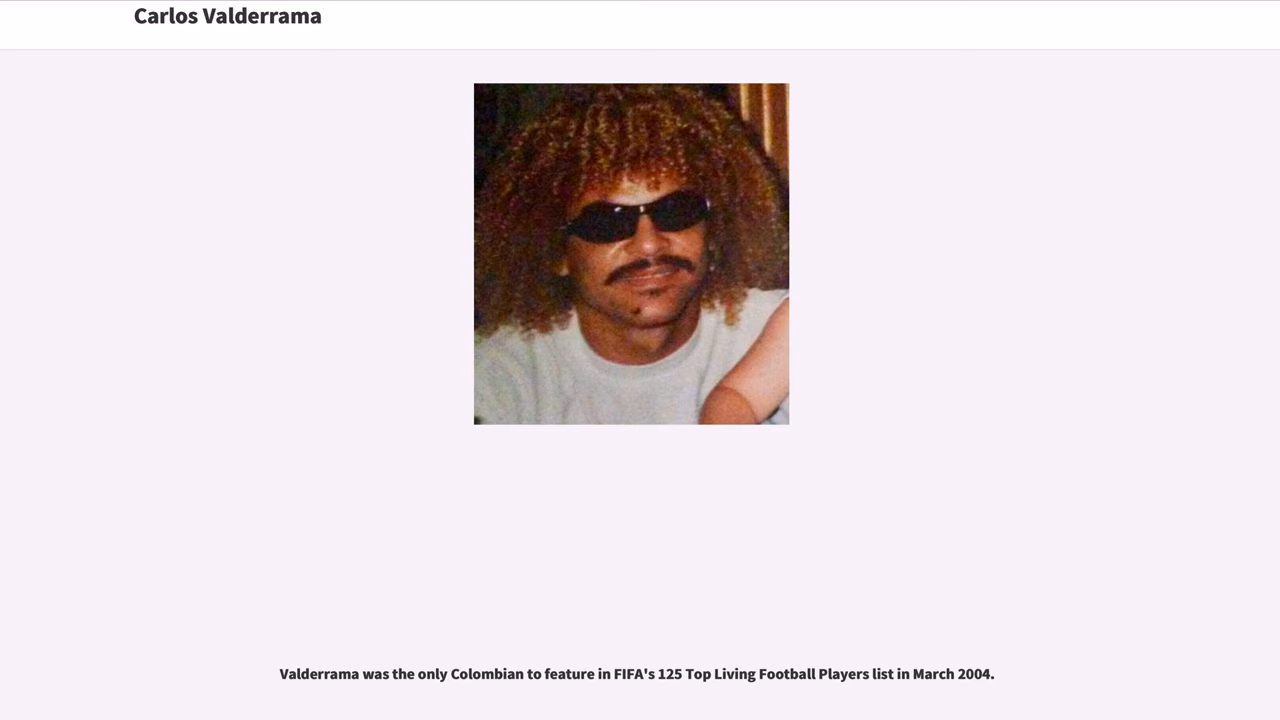 Carlos Valderrama
Valderrama was the only Colombian to feature in FIFA's 125 Top Living Football Players list in March 2004.